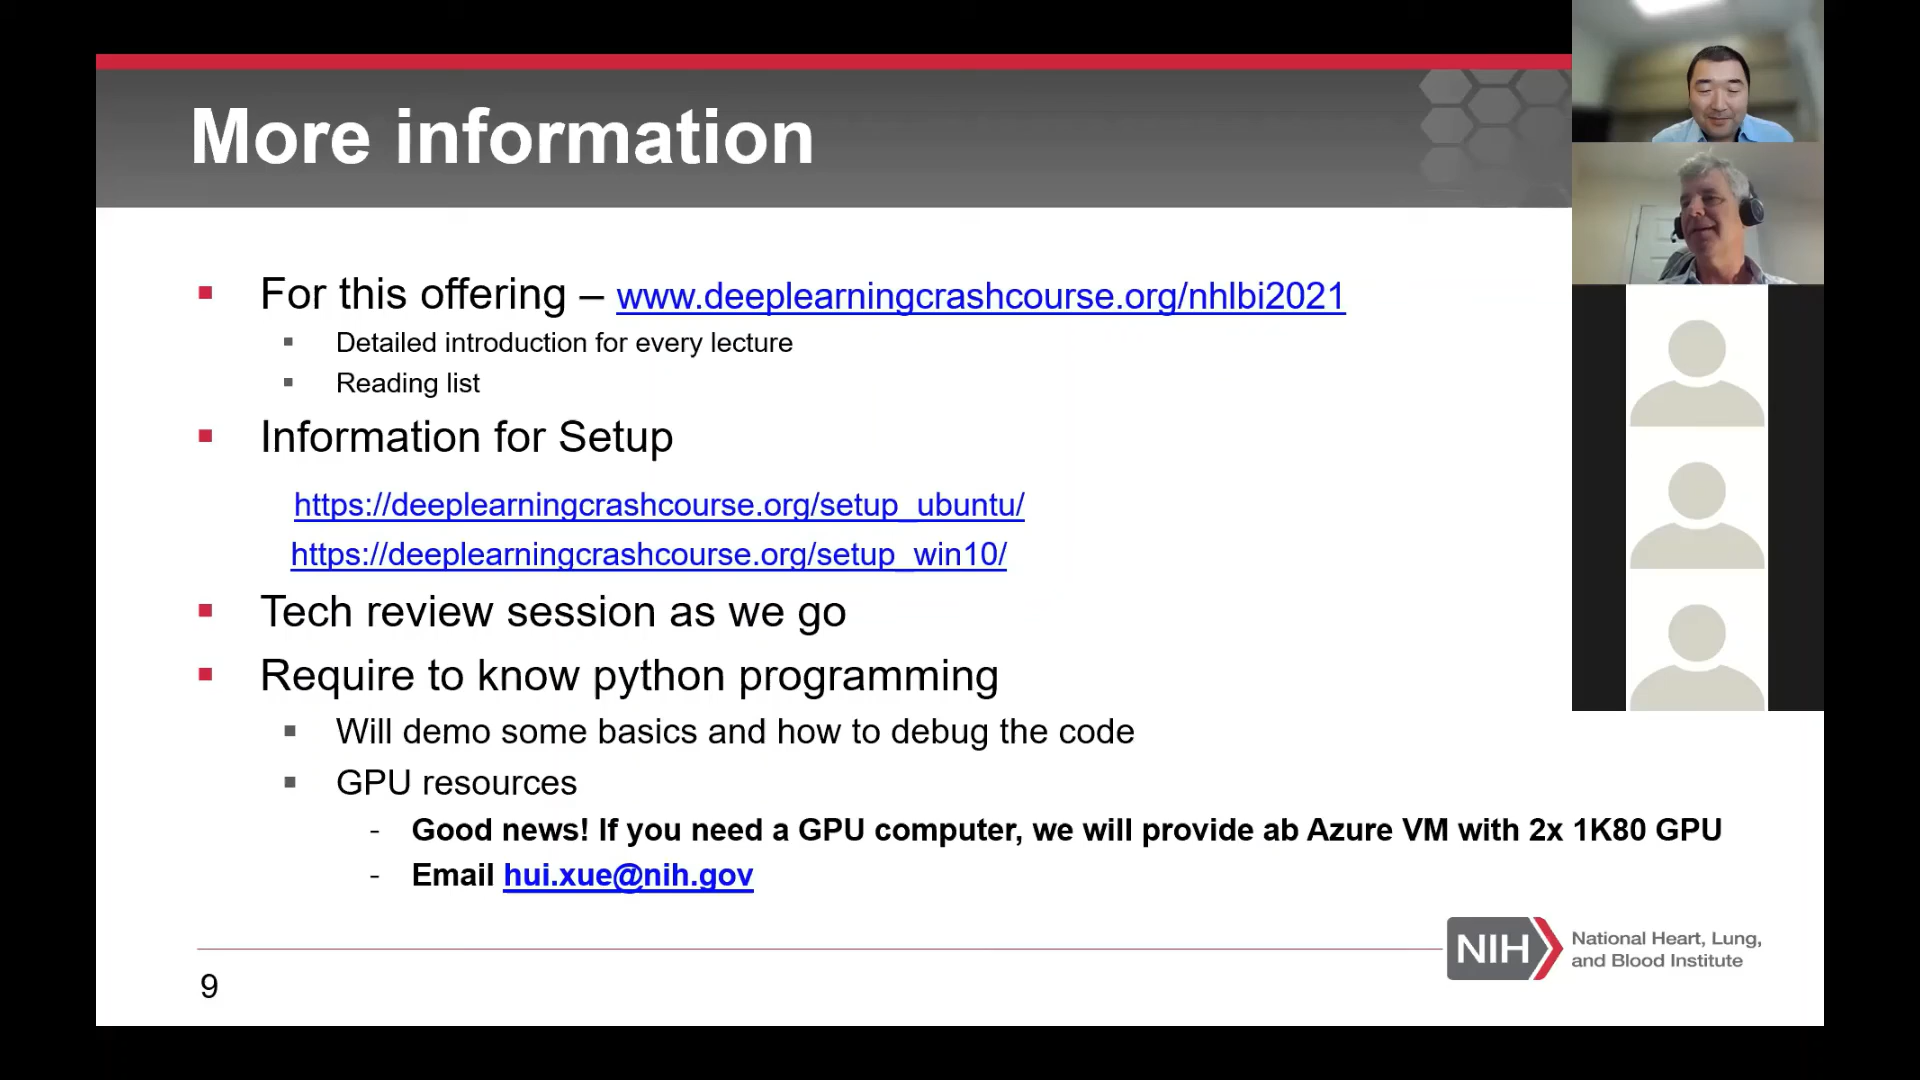 More information
For this offering – www.deeplearningcrashcourse.org/nhlbi2021
Detailed introduction for every lecture
Reading list
Information for Setup
https://deeplearningcrashcourse.org/setup_ubuntu/
https://deeplearningcrashcourse.org/setup_win10/
Tech review session as we go
Require to know python programming
Will demo some basics and how to debug the code
GPU resources
- Good news! If you need a GPU computer, we will provide ab Azure VM with 2x 1K80 GPU
- Email hui.xue@nih.gov
NIH National Heart, Lung,
and Blood Institute
9